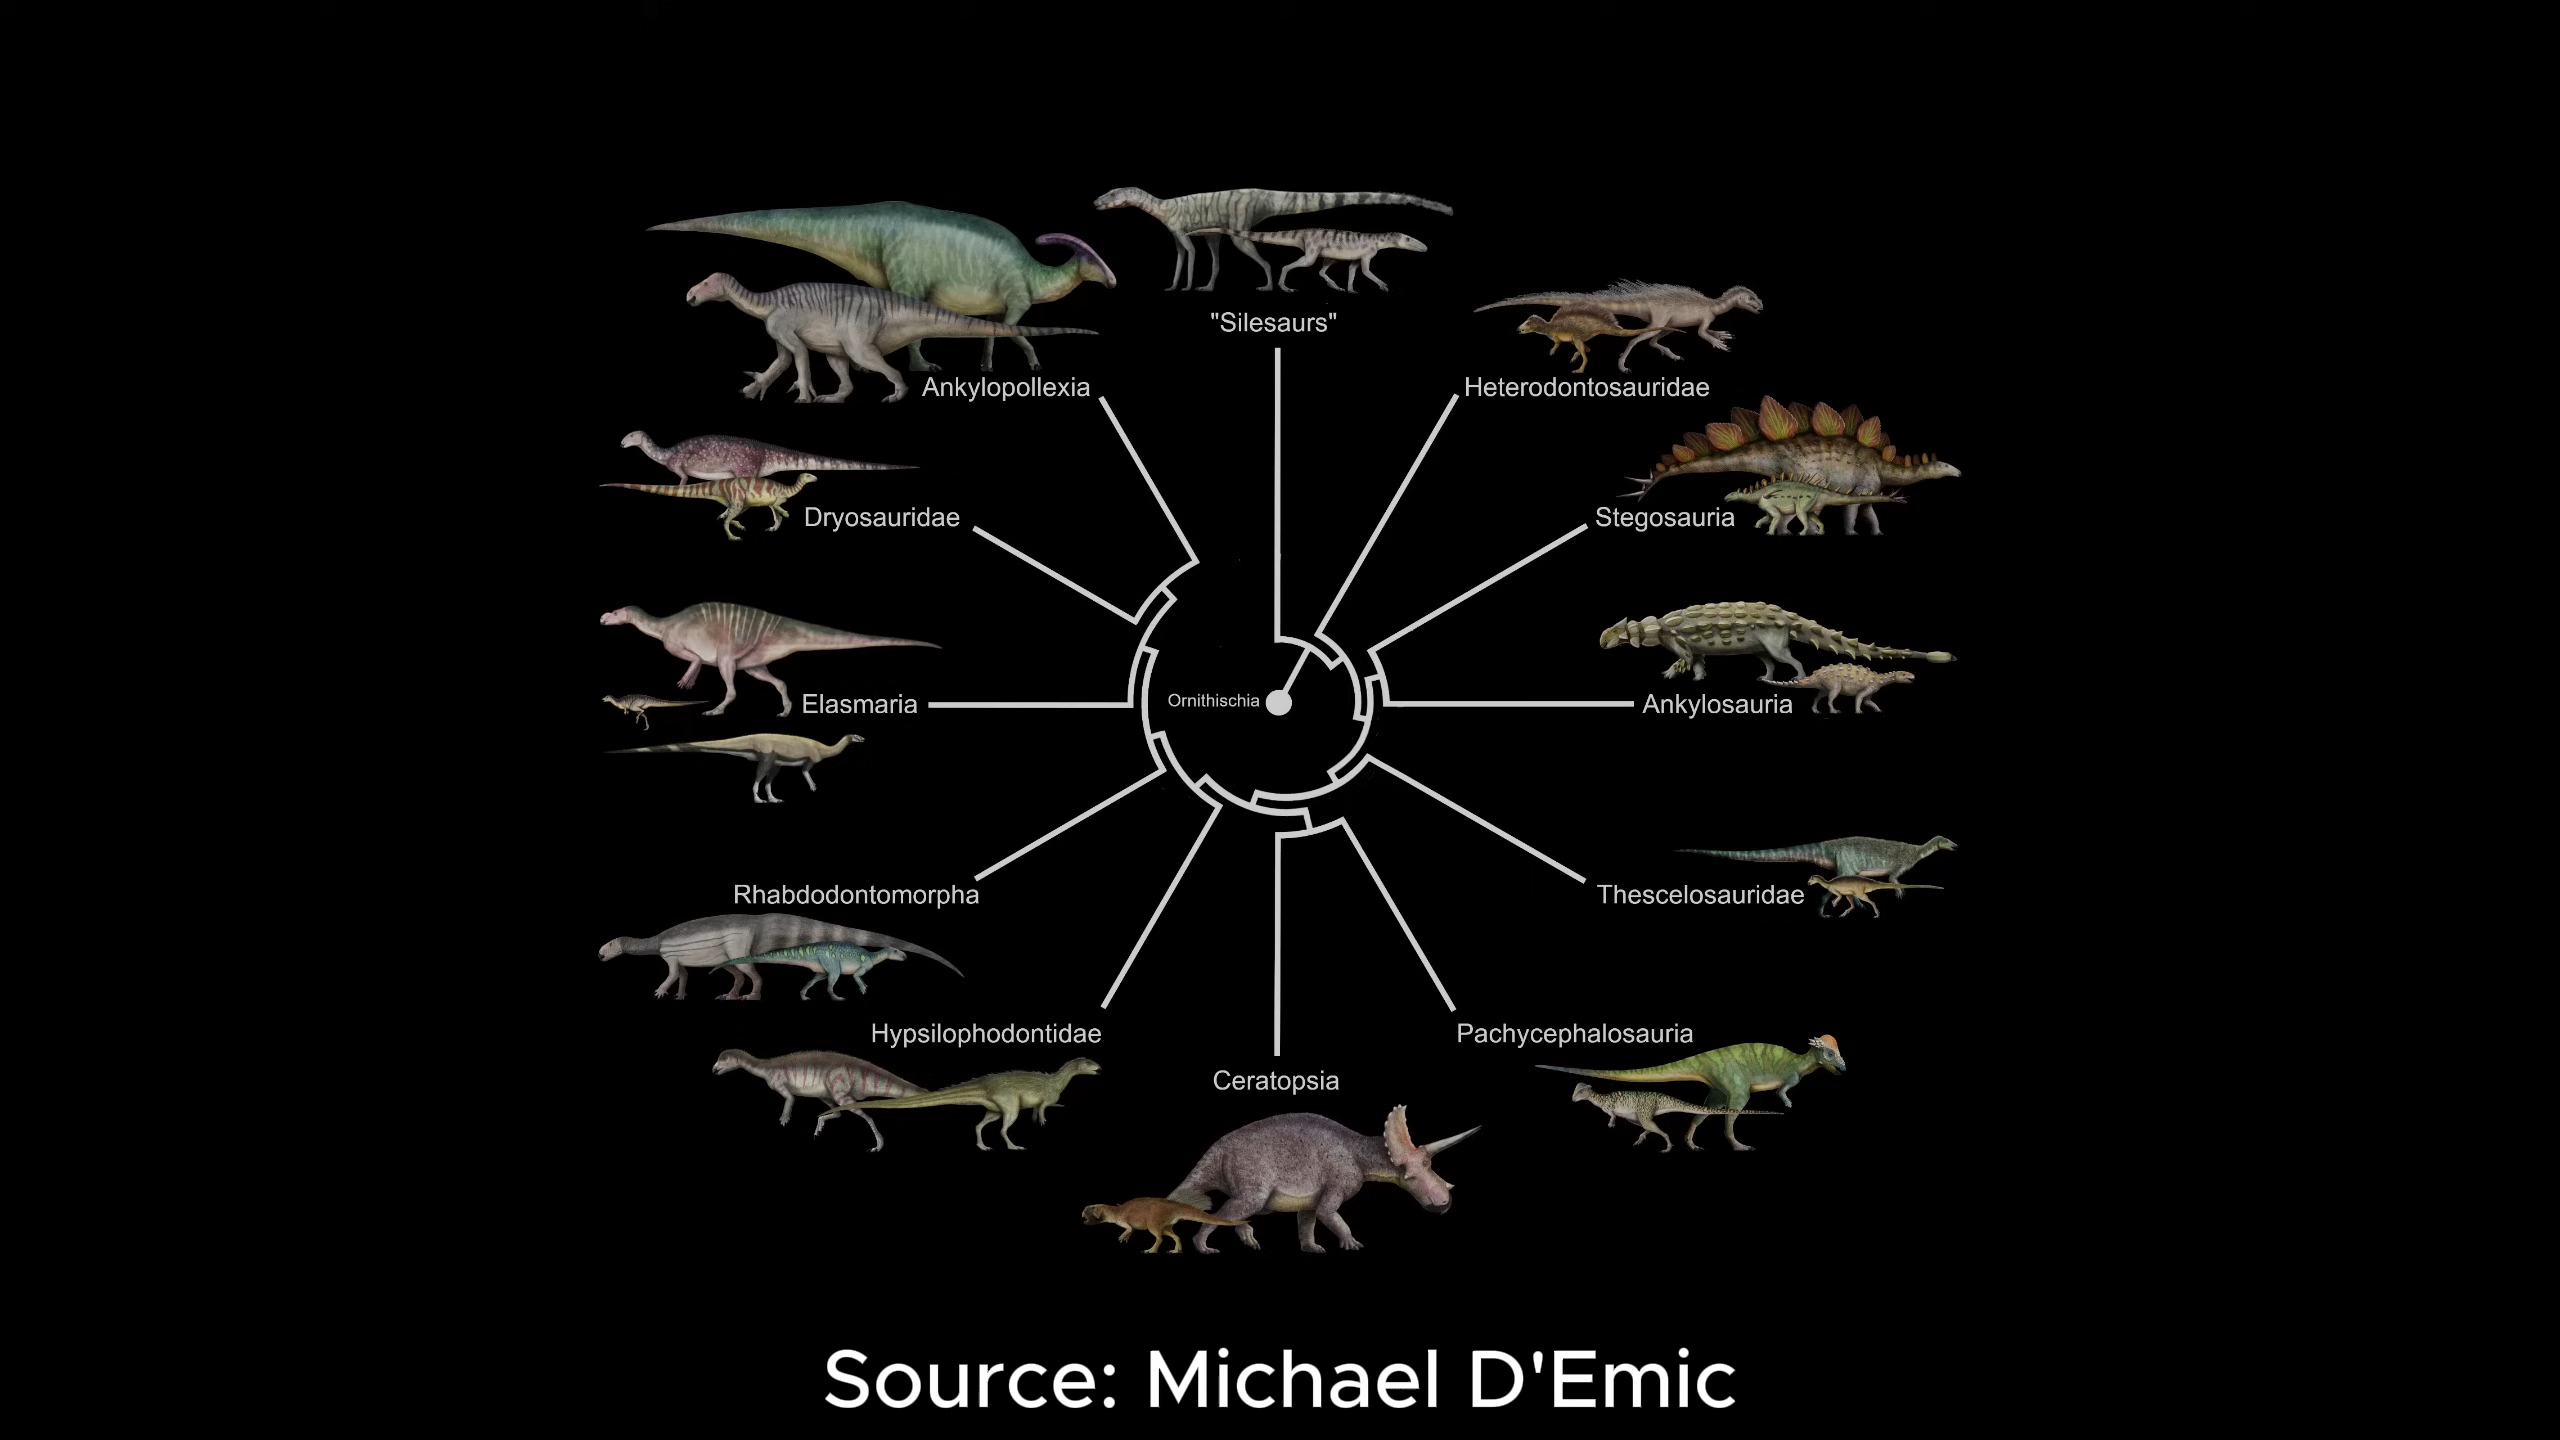 "Silesaurs"
Ankylopollexia
Heterodontosauridae
Dryosauridae
Stegosauria
Ornithischia
Elasmaria
Ankylosauria
Rhabdodontomorpha
Thescelosauridae
Hypsilophodontidae
Pachycephalosauria
Ceratopsia
Source: Michael D'Emic